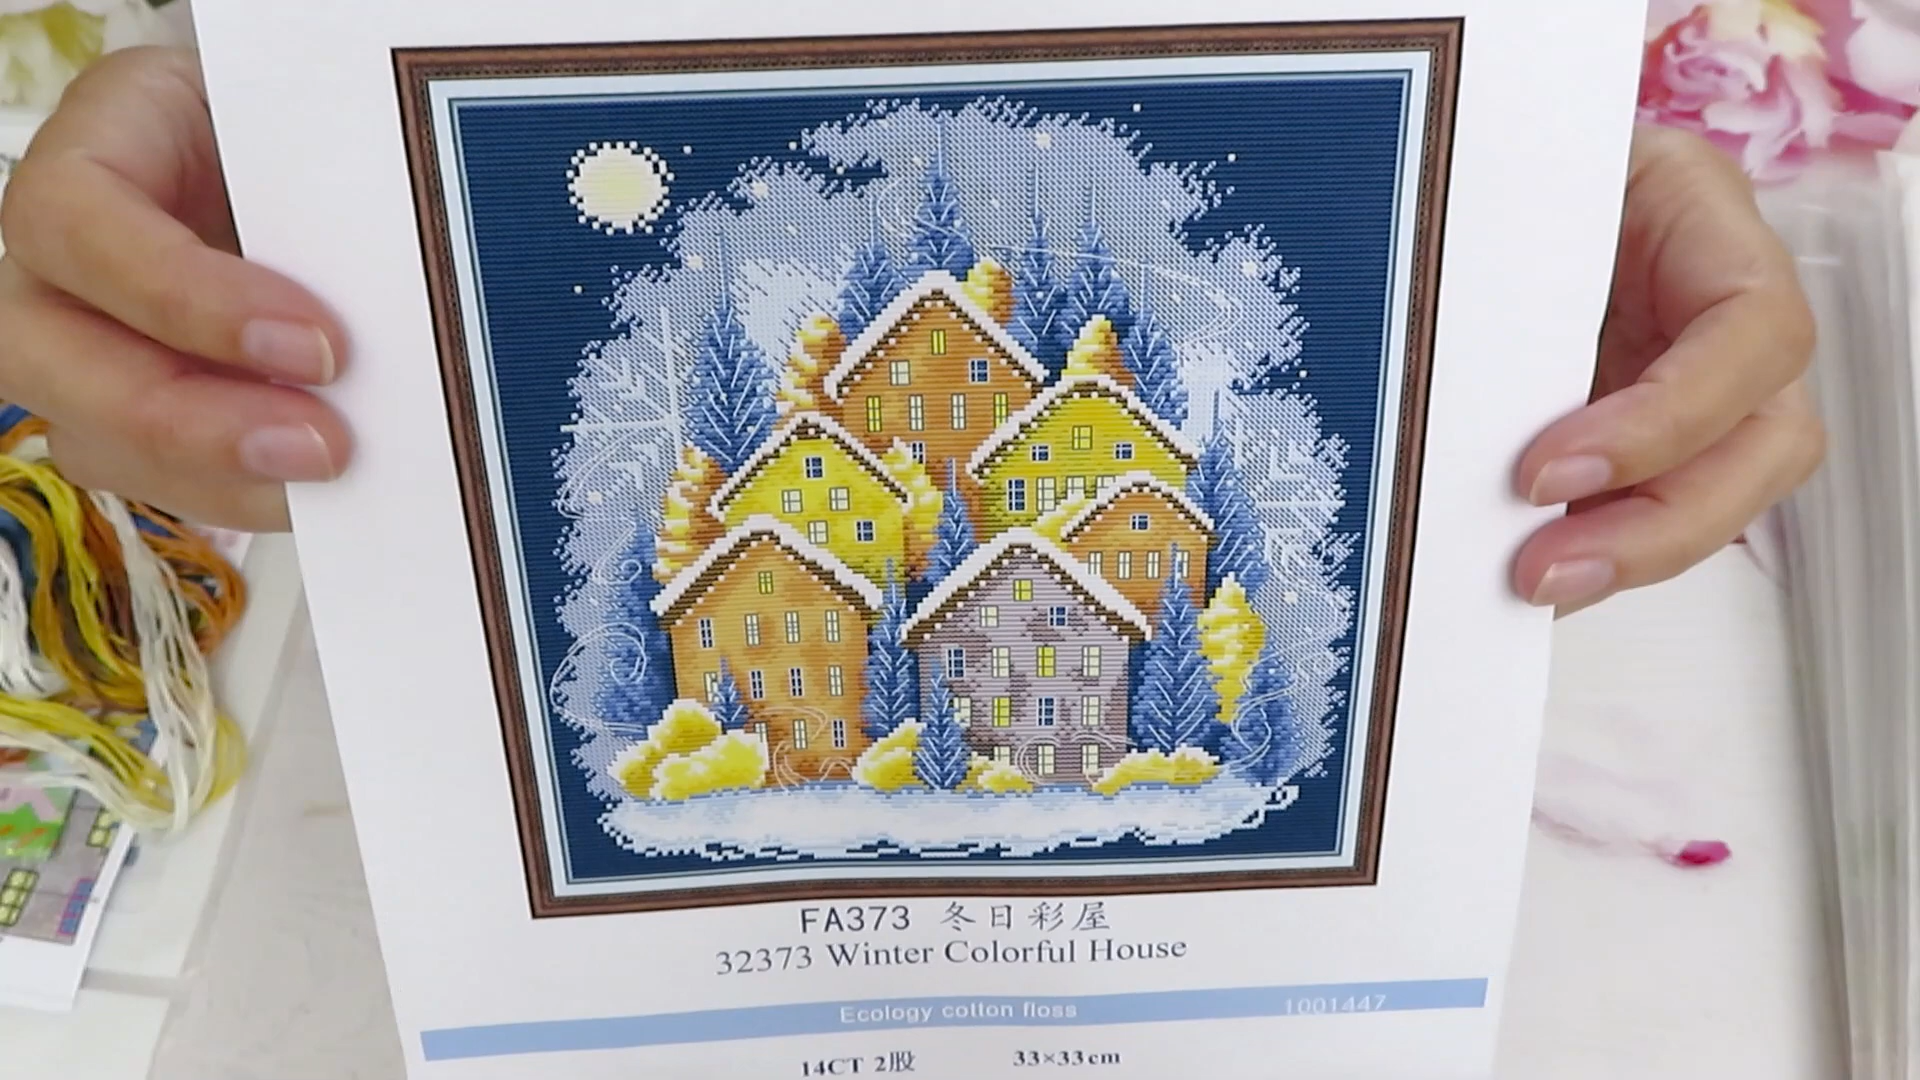 FA373 冬日彩屋
32373 Winter Colorful House
Ecology cotton floss 1001447
14CT 2股 33×33cm